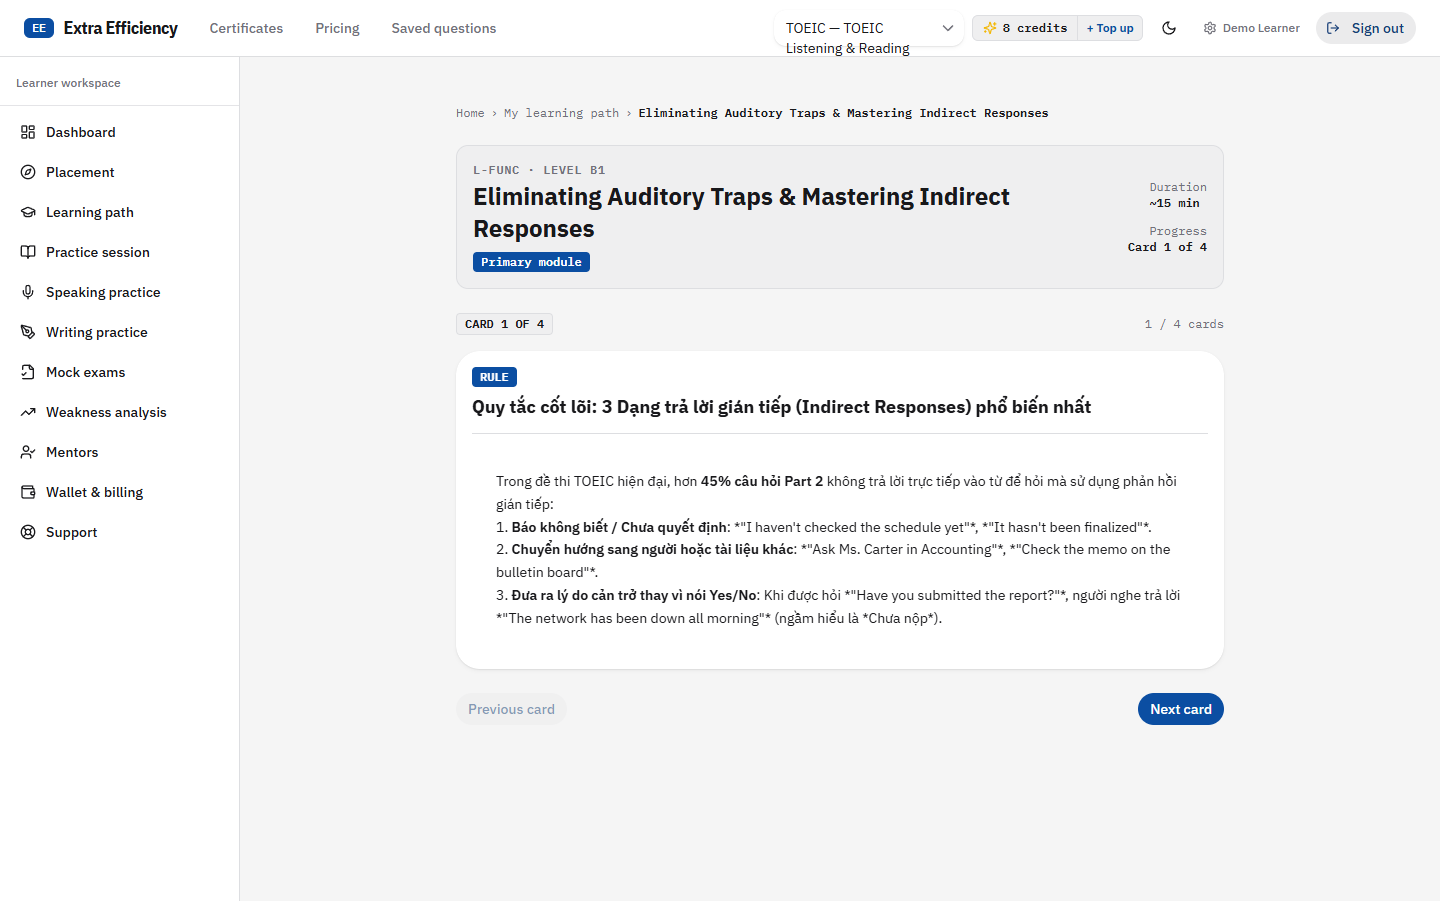 EE Extra Efficiency
Certificates
Pricing
Saved questions
TOEIC — TOEIC
Listening & Reading
8 credits
+ Top up
Demo Learner
Sign out
Learner workspace
Dashboard
Placement
Learning path
Practice session
Speaking practice
Writing practice
Mock exams
Weakness analysis
Mentors
Wallet & billing
Support
Home › My learning path › Eliminating Auditory Traps & Mastering Indirect Responses
L-FUNC · LEVEL B1
Eliminating Auditory Traps & Mastering Indirect
Responses
Primary module
Duration
~15 min
Progress
Card 1 of 4
CARD 1 OF 4
1 / 4 cards
RULE
Quy tắc cốt lõi: 3 Dạng trả lời gián tiếp (Indirect Responses) phổ biến nhất
Trong đề thi TOEIC hiện đại, hơn 45% câu hỏi Part 2 không trả lời trực tiếp vào từ để hỏi mà sử dụng phản hồi
gián tiếp:
1. Báo không biết / Chưa quyết định: *"I haven't checked the schedule yet"*, *"It hasn't been finalized"*.
2. Chuyển hướng sang người hoặc tài liệu khác: *"Ask Ms. Carter in Accounting"*, *"Check the memo on the
bulletin board"*.
3. Đưa ra lý do cản trở thay vì nói Yes/No: Khi được hỏi *"Have you submitted the report?"*, người nghe trả lời
*"The network has been down all morning"* (ngầm hiểu là *Chưa nộp*).
Previous card
Next card